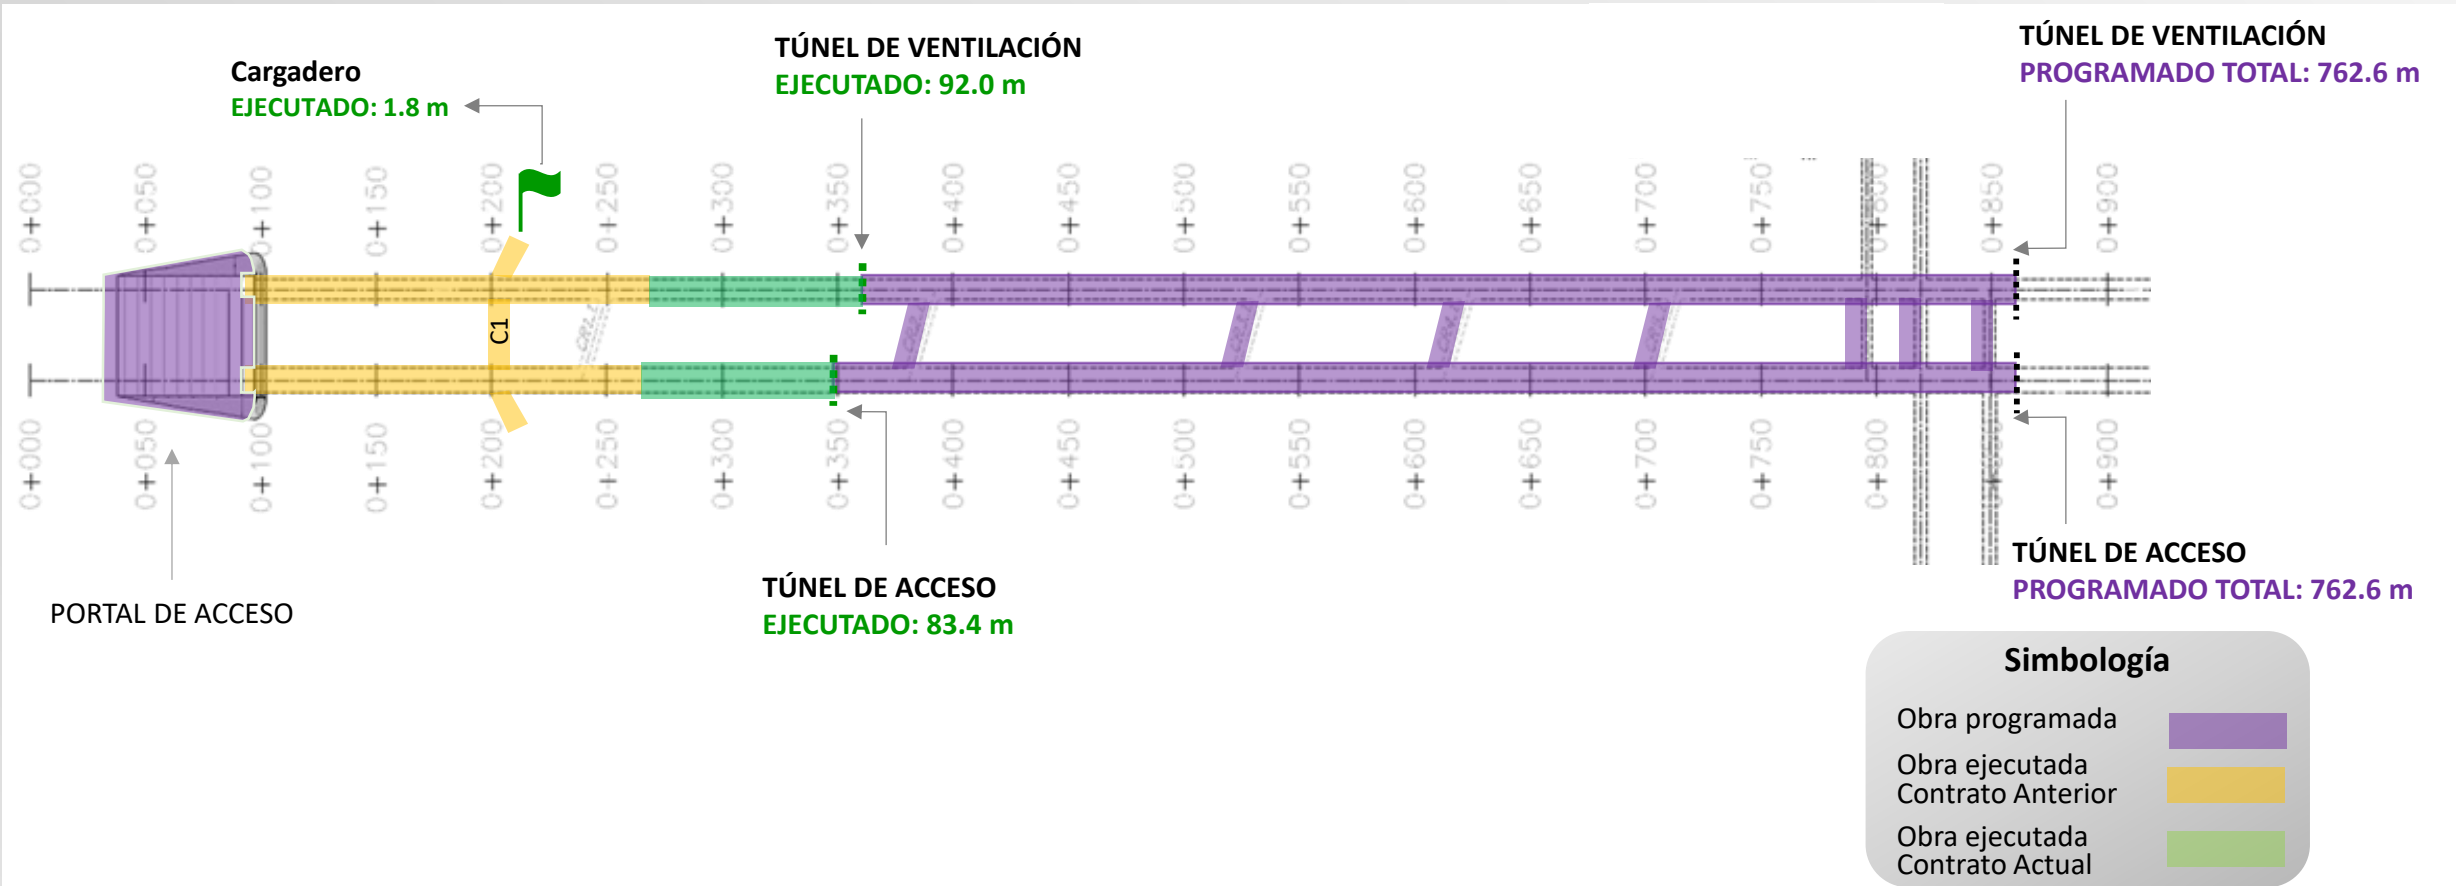 TÚNEL DE VENTILACIÓN
PROGRAMADO TOTAL: 762.6 m
TÚNEL DE VENTILACIÓN
EJECUTADO: 92.0 m
Cargadero
EJECUTADO: 1.8 m
0+000
0+050
0+100
0+150
0+200
0+250
0+300
0+350
0+400
0+450
0+500
0+550
0+600
0+650
0+700
0+750
0+800
0+850
0+900
C1
0+000
0+050
0+100
0+150
0+200
0+250
0+300
0+350
0+400
0+450
0+500
0+550
0+600
0+650
0+700
0+750
0+800
0+900
PORTAL DE ACCESO
TÚNEL DE ACCESO
EJECUTADO: 83.4 m
TÚNEL DE ACCESO
PROGRAMADO TOTAL: 762.6 m
Simbología
Obra programada
Obra ejecutada
Contrato Anterior
Obra ejecutada
Contrato Actual